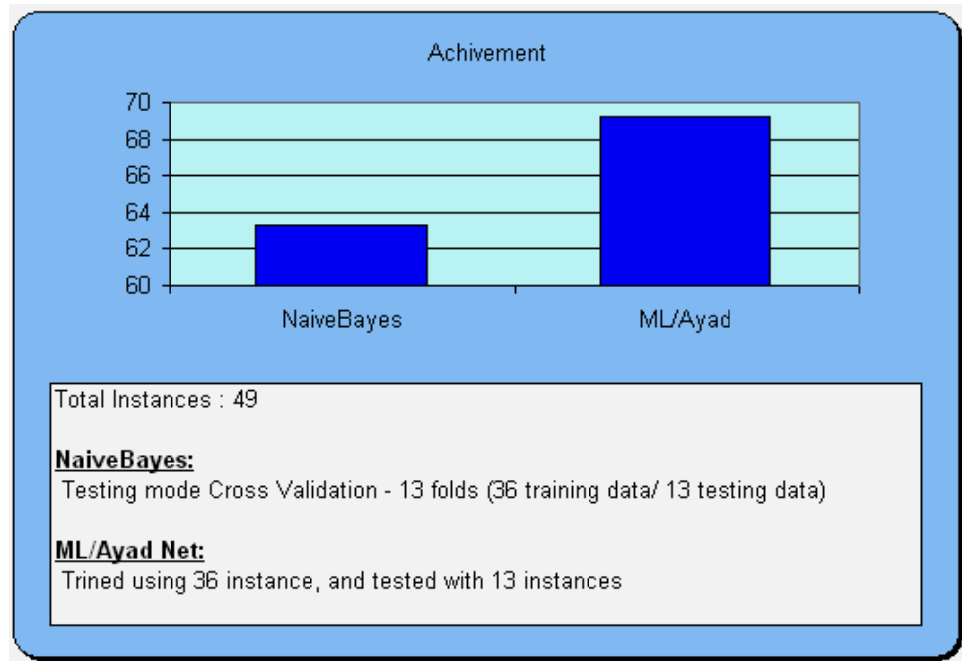 Achivement
70
68
66
64
62
60
NaiveBayes ML/Ayad
Total Instances : 49
NaiveBayes:
Testing mode Cross Validation - 13 folds (36 training data/ 13 testing data)
ML/Ayad Net:
Trined using 36 instance, and tested with 13 instances